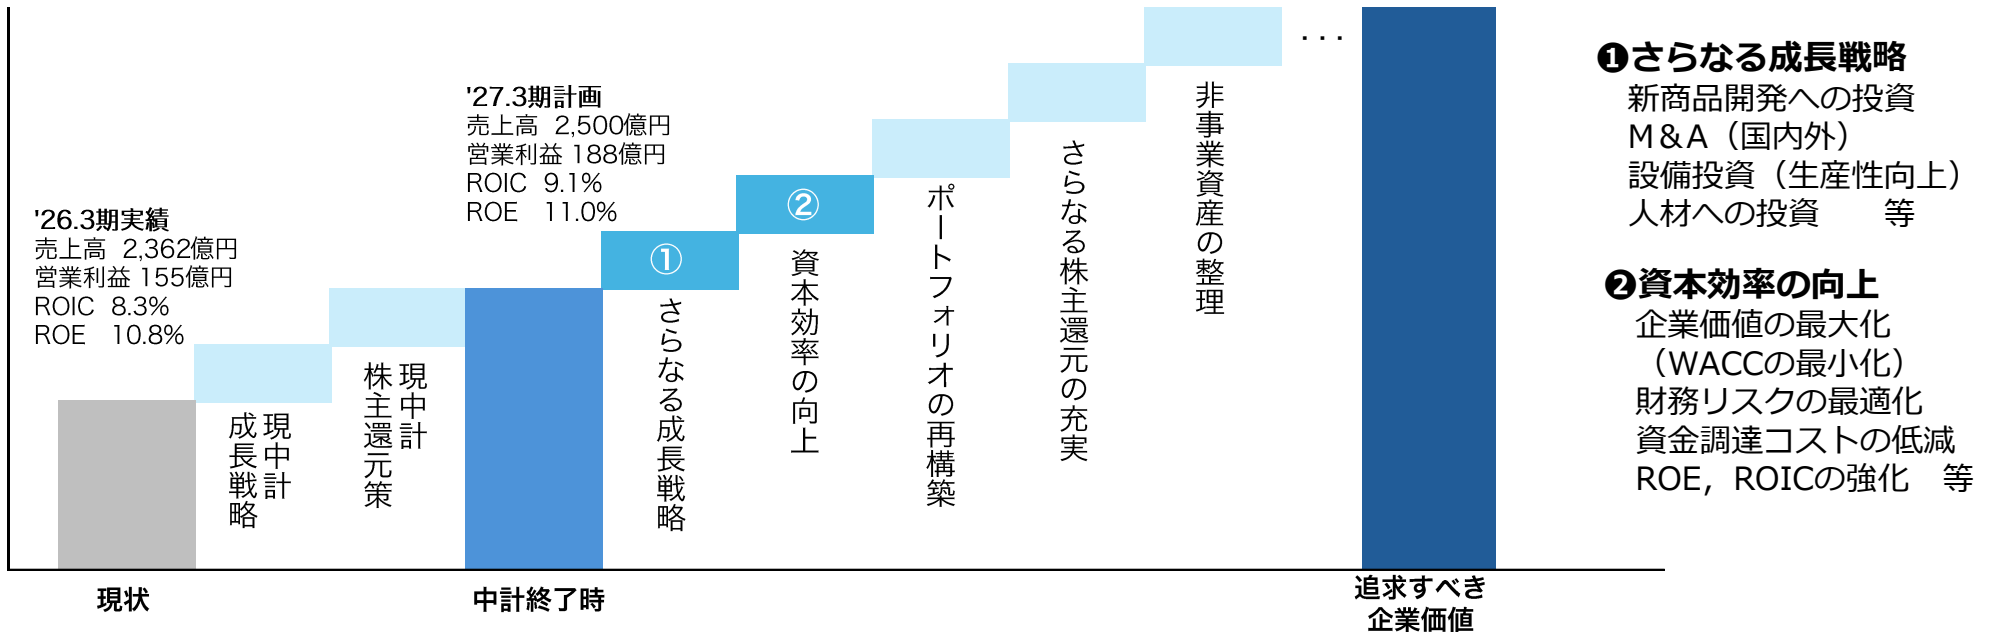 '26.3期実績
売上高 2,362億円
営業利益 155億円
ROIC 8.3%
ROE 10.8%
現中計
成長戦略
現中計
株主還元策
'27.3期計画
売上高 2,500億円
営業利益 188億円
ROIC 9.1%
ROE 11.0%
①
さらなる成長戦略
②
資本効率の向上
ポートフォリオの再構築
さらなる株主還元の充実
非事業資産の整理
･･･
現状
中計終了時
追求すべき
企業価値
❶さらなる成長戦略
新商品開発への投資
M&A（国内外）
設備投資（生産性向上）
人材への投資 等
❷資本効率の向上
企業価値の最大化
（WACCの最小化）
財務リスクの最適化
資金調達コストの低減
ROE，ROICの強化 等